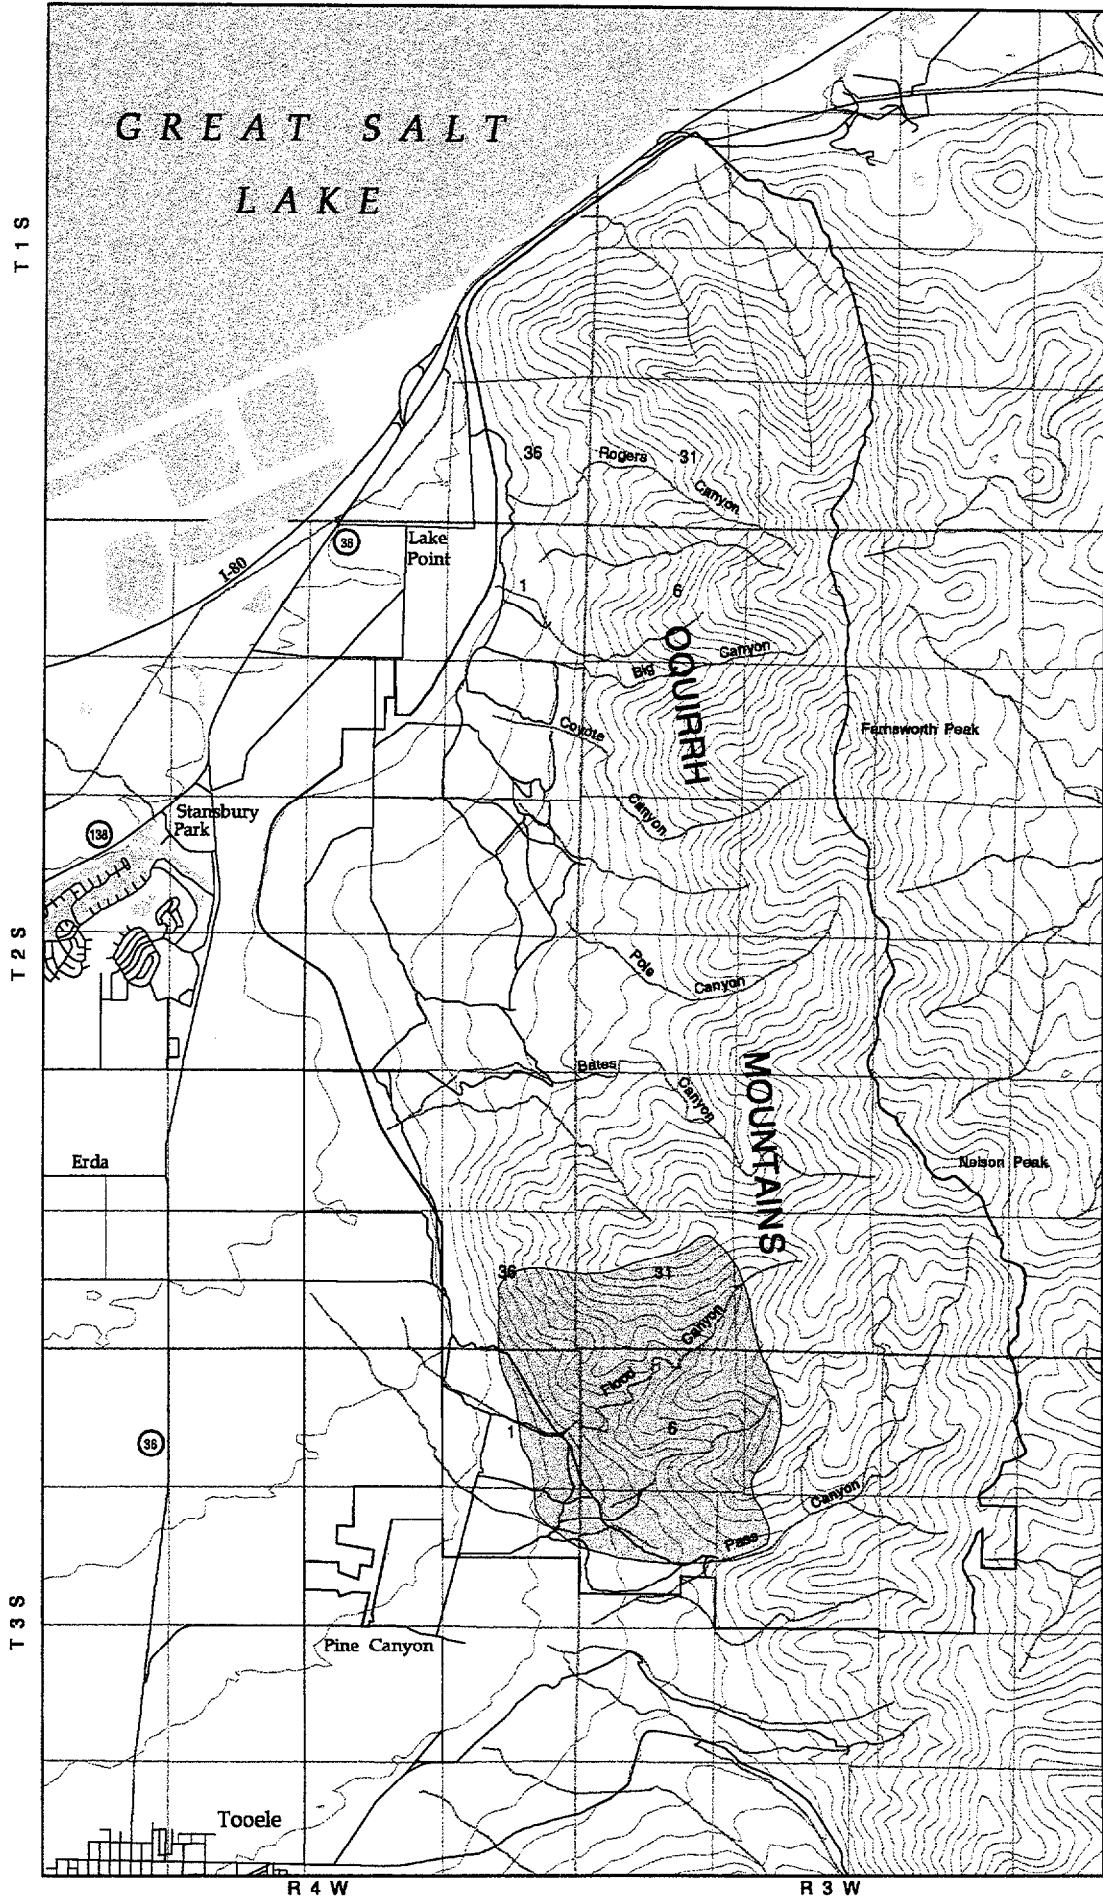 GREAT SALT
LAKE
T 1 S
36
Rogers
31
Canyon
36
Lake
Point
I-80
1
6
OQUIRRH
Big
Canyon
Coyote
Farnsworth Peak
Canyon
Stansbury
Park
138
T 2 S
Pole
Canyon
Bates
Canyon
MOUNTAINS
Erda
Nelson Peak
36
31
Canyon
Flood
1
6
36
Canyon
Pass
T 3 S
Pine Canyon
Tooele
R 4 W
R 3 W